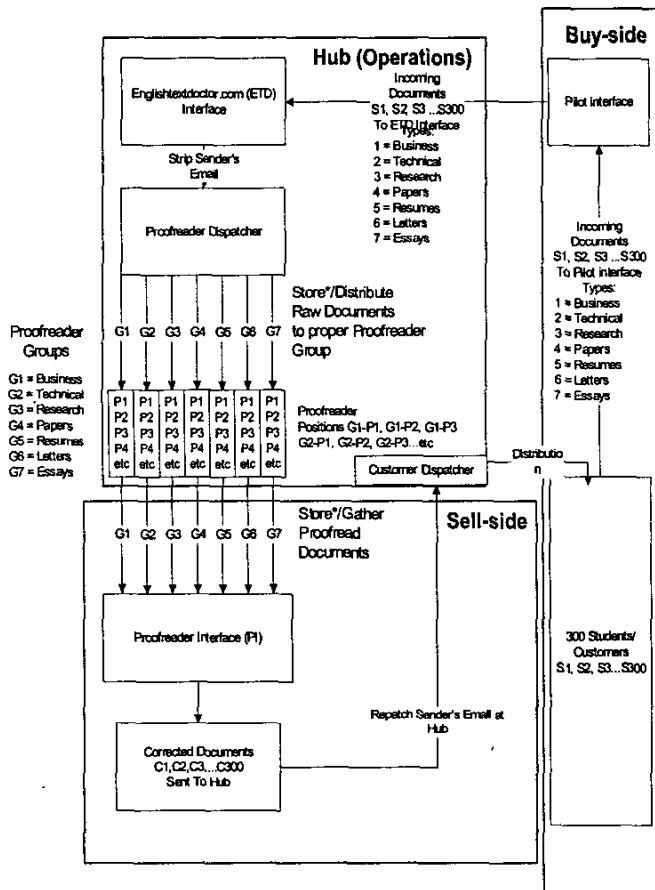 Hub (Operations)
Buy-side
Englishtextdoctor.com (ETD)
Interface
Incoming
Documents
S1, S2, S3 ...S300
To ETD Interface
Types:
1 = Business
2 = Technical
3 = Research
4 = Papers
5 = Resumes
6 = Letters
7 = Essays
Pilot interface
Strip Sender's
Email
Proofreader Dispatcher
Incoming
Documents
S1, S2, S3 ...S300
To Pilot interface
Types:
1 = Business
2 = Technical
3 = Research
4 = Papers
5 = Resumes
6 = Letters
7 = Essays
Store*/Distribute
Raw Documents
to proper Proofreader
Group
G1 G2 G3 G4 G5 G6 G7
Proofreader
Groups
G1 = Business
G2 = Technical
G3 = Research
G4 = Papers
G5 = Resumes
G6 = Letters
G7 = Essays
P1 P1 P1 P1 P1 P1 P1
P2 P2 P2 P2 P2 P2 P2
P3 P3 P3 P3 P3 P3 P3
P4 P4 P4 P4 P4 P4 P4
etc etc etc etc etc etc etc
Proofreader
Positions G1-P1, G1-P2, G1-P3
G2-P1, G2-P2, G2-P3...etc
Customer Dispatcher
Distributio
n
Store*/Gather
Proofread
Documents
Sell-side
G1 G2 G3 G4 G5 G6 G7
Proofreader Interface (PI)
300 Students/
Customers
S1, S2, S3...S300
Repatch Sender's Email at
Hub
Corrected Documents
C1,C2,C3,...C300
Sent To Hub